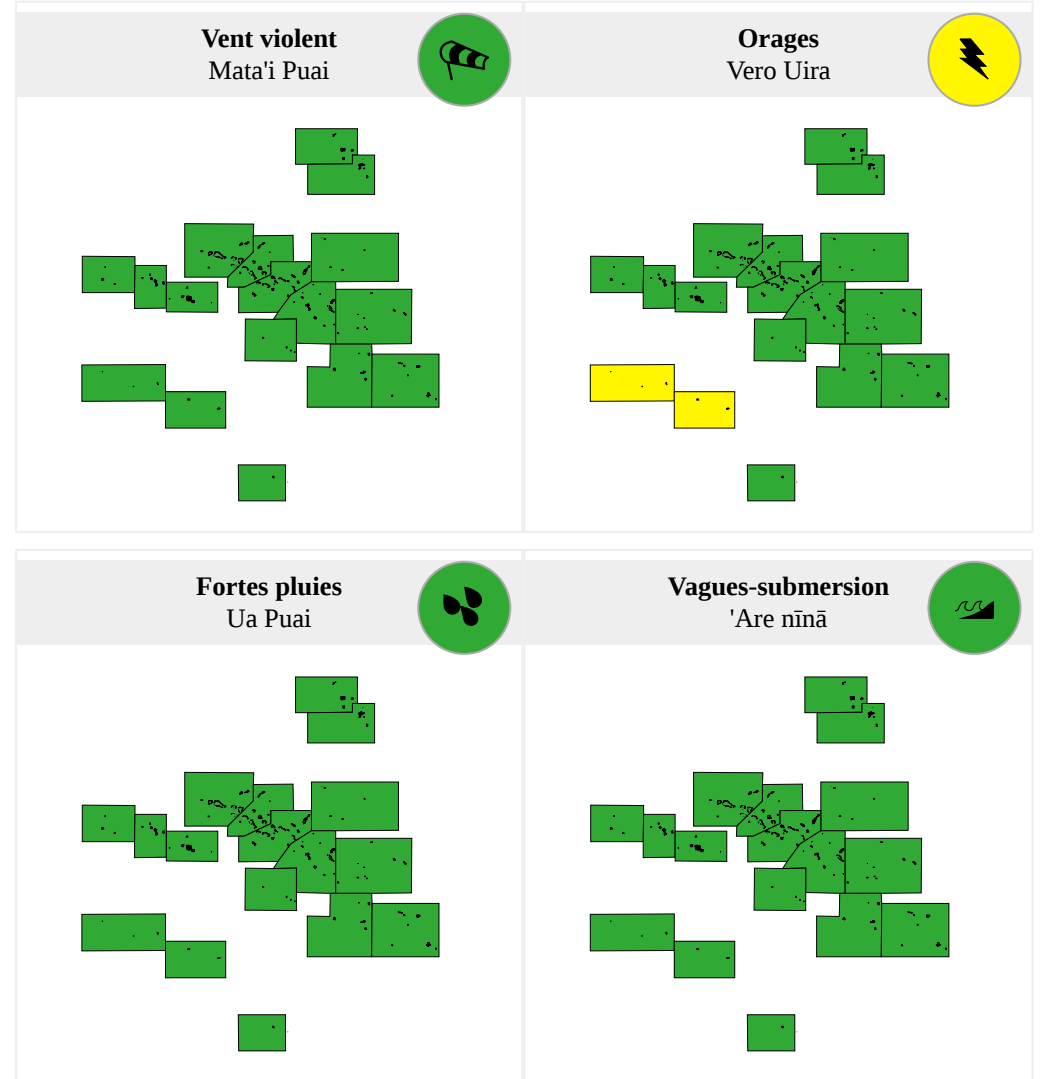 Vent violent
Mata'i Puai
Orages
Vero Uira
Fortes pluies
Ua Puai
Vagues-submersion
'Are nīnā